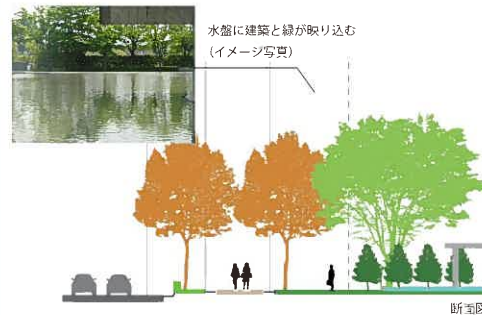 水盤に建築と緑が映り込む
(イメージ写真)
断面図